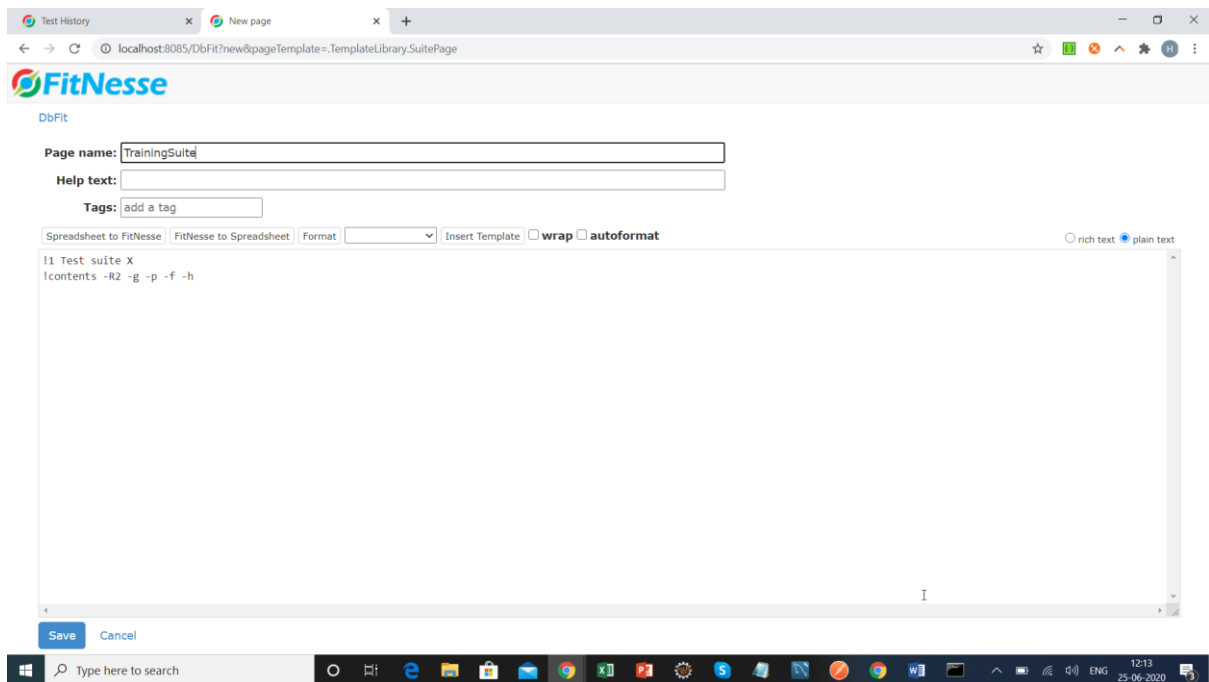 Test History
New page
localhost:8085/DbFit?new&pageTemplate=.TemplateLibrary.SuitePage
H
FitNesse
DbFit
Page name: TrainingSuite
Help text:
Tags: add a tag
Spreadsheet to FitNesse FitNesse to Spreadsheet Format Insert Template wrap autoformat rich text plain text
!1 Test suite X
!contents -R2 -g -p -f -h
Save Cancel
Type here to search
ENG
12:13
25-06-2020
3